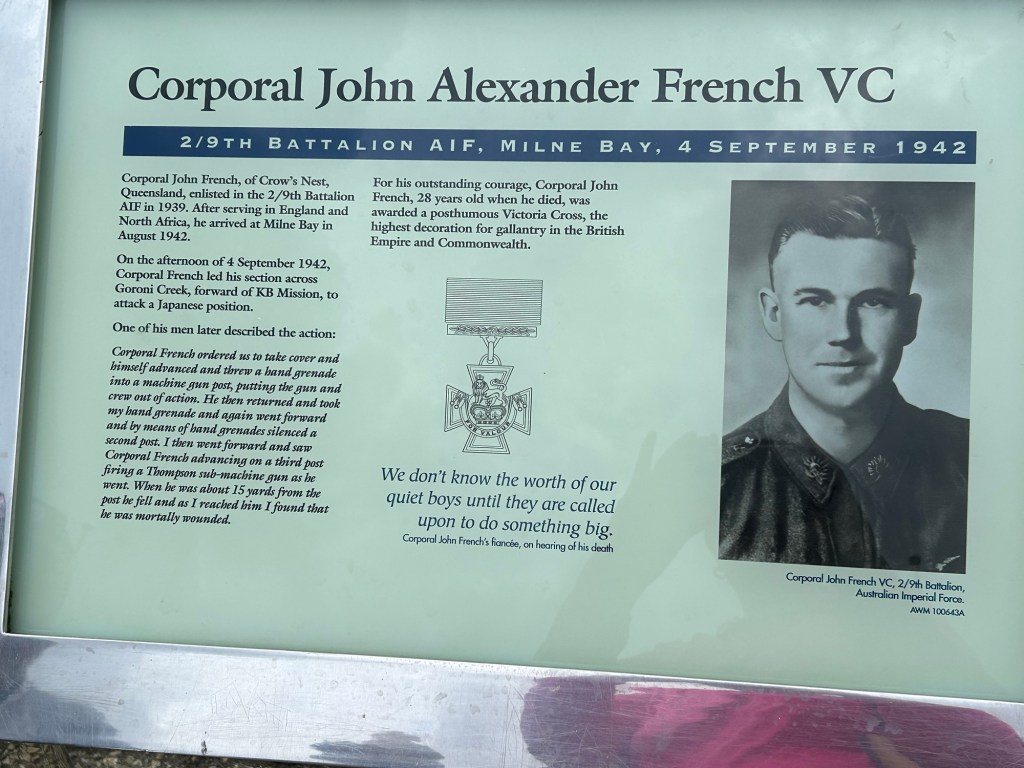 Corporal John Alexander French VC
2/9TH BATTALION AIF, MILNE BAY, 4 SEPTEMBER 1942
Corporal John French, of Crow's Nest,
Queensland, enlisted in the 2/9th Battalion
AIF in 1939. After serving in England and
North Africa, he arrived at Milne Bay in
August 1942.
On the afternoon of 4 September 1942,
Corporal French led his section across
Goroni Creek, forward of KB Mission, to
attack a Japanese position.
One of his men later described the action:
Corporal French ordered us to take cover and
himself advanced and threw a hand grenade
into a machine gun post, putting the gun and
crew out of action. He then returned and took
my hand grenade and again went forward
and by means of hand grenades silenced a
second post. I then went forward and saw
Corporal French advancing on a third post
firing a Thompson sub-machine gun as he
went. When he was about 15 yards from the
post he fell and as I reached him I found that
he was mortally wounded.
For his outstanding courage, Corporal John
French, 28 years old when he died, was
awarded a posthumous Victoria Cross, the
highest decoration for gallantry in the British
Empire and Commonwealth.
FOR VALOUR
We don't know the worth of our
quiet boys until they are called
upon to do something big.
Corporal John French's fiancée, on hearing of his death
Corporal John French VC, 2/9th Battalion,
Australian Imperial Force.
AWM 100643A